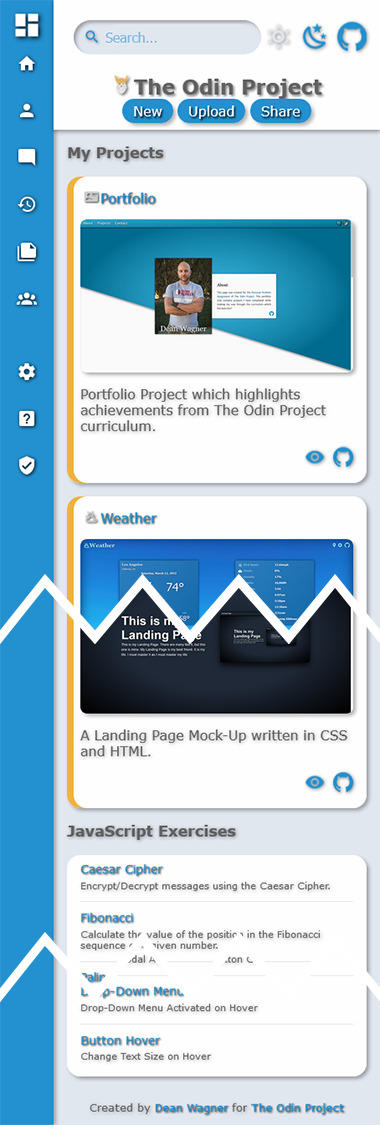 Search...
The Odin Project
New Upload Share
My Projects
Portfolio
About Projects Contact
About
Dean Wagner
Portfolio Project which highlights
achievements from The Odin Project
curriculum.
Weather
Weather
Los Angeles
Saturday, March 12, 2022
74°
This is my
Landing Page
This is my
Landing Page
A Landing Page Mock-Up written in CSS
and HTML.
JavaScript Exercises
Caesar Cipher
Encrypt/Decrypt messages using the Caesar Cipher.
Fibonacci
Calculate the value of the position in the Fibonacci
sequence given number.
Drop-Down Menu
Drop-Down Menu Activated on Hover
Button Hover
Change Text Size on Hover
Created by Dean Wagner for The Odin Project